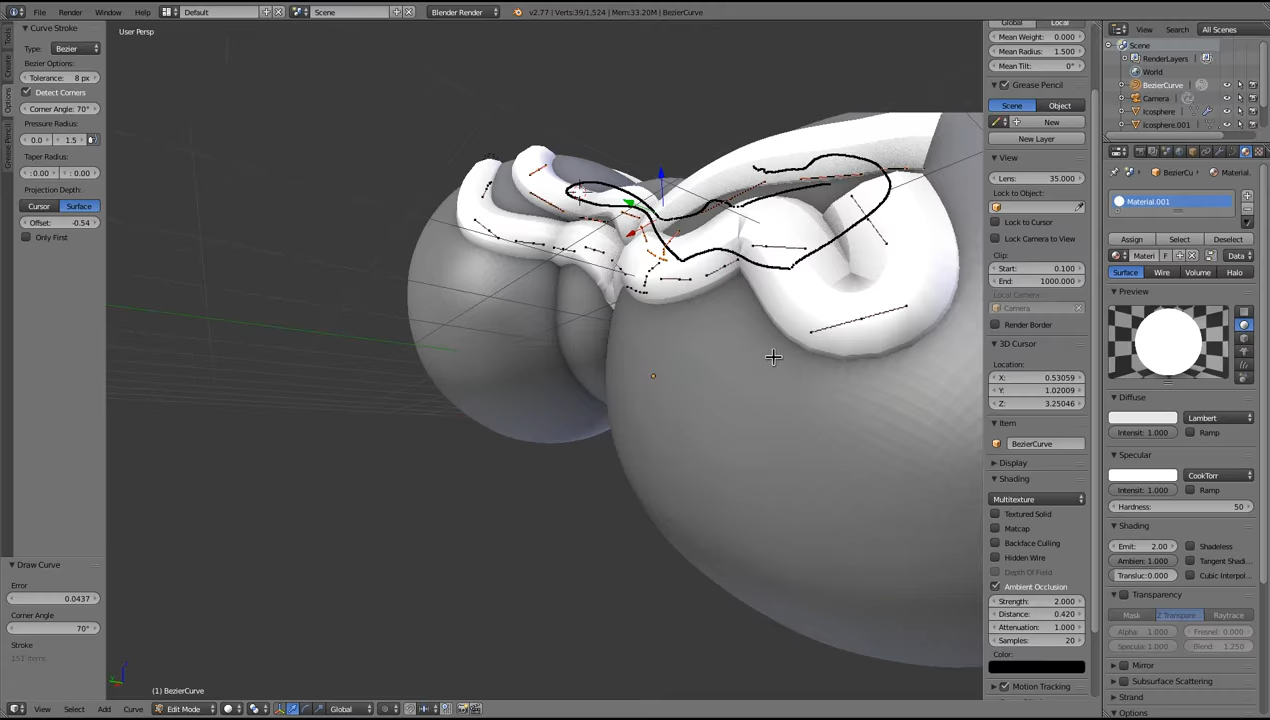 File Render Window Help Default Scene Blender Render v2.77 | Verts:39/1,524 | Mem:33.20M | BezierCurve
Curve Stroke
Type: Bezier
Bezier Options:
Tolerance: 8 px
Detect Corners
Corner Angle: 70°
Pressure Radius:
0.0 1.5
Taper Radius:
:0.00 :0.00
Projection Depth:
Cursor Surface
Offset: -0.54
Only First
Tools
Create
Options
Grease Pencil
Draw Curve
Error
0.0437
Corner Angle
70°
Stroke
151 items
User Persp
(1) BezierCurve
View Select Add Curve Edit Mode Global
Global Local
Mean Weight: 0.000
Mean Radius: 1.500
Mean Tilt: 0°
Grease Pencil
Scene Object
New
New Layer
View
Lens: 35.000
Lock to Object:
Lock to Cursor
Lock Camera to View
Clip:
Start: 0.100
End: 1000.000
Local Camera:
Camera
Render Border
3D Cursor
Location:
X: 0.53059
Y: 1.02009
Z: 3.25046
Item
BezierCurve
Display
Shading
Multitexture
Textured Solid
Matcap
Backface Culling
Hidden Wire
Depth Of Field
Ambient Occlusion
Strength: 2.000
Distance: 0.420
Attenuation: 1.000
Samples: 20
Color:
Motion Tracking
View Search All Scenes
Scene
RenderLayers
World
BezierCurve
Camera
Icosphere
Icosphere.001
BezierCu Material.
Material.001
Assign Select Deselect
Materi F Data
Surface Wire Volume Halo
Preview
Diffuse
Lambert
Intensit: 1.000 Ramp
Specular
CookTorr
Intensit: 1.000 Ramp
Hardness: 50
Shading
Emit: 2.00 Shadeless
Ambien: 1.000 Tangent Shadi...
Transluc:0.000 Cubic Interpol...
Transparency
Mask Z Transpare... Raytrace
Alpha: 1.000 Fresnel: 0.000
Specula: 1.000 Blend: 1.250
Mirror
Subsurface Scattering
Strand
Options